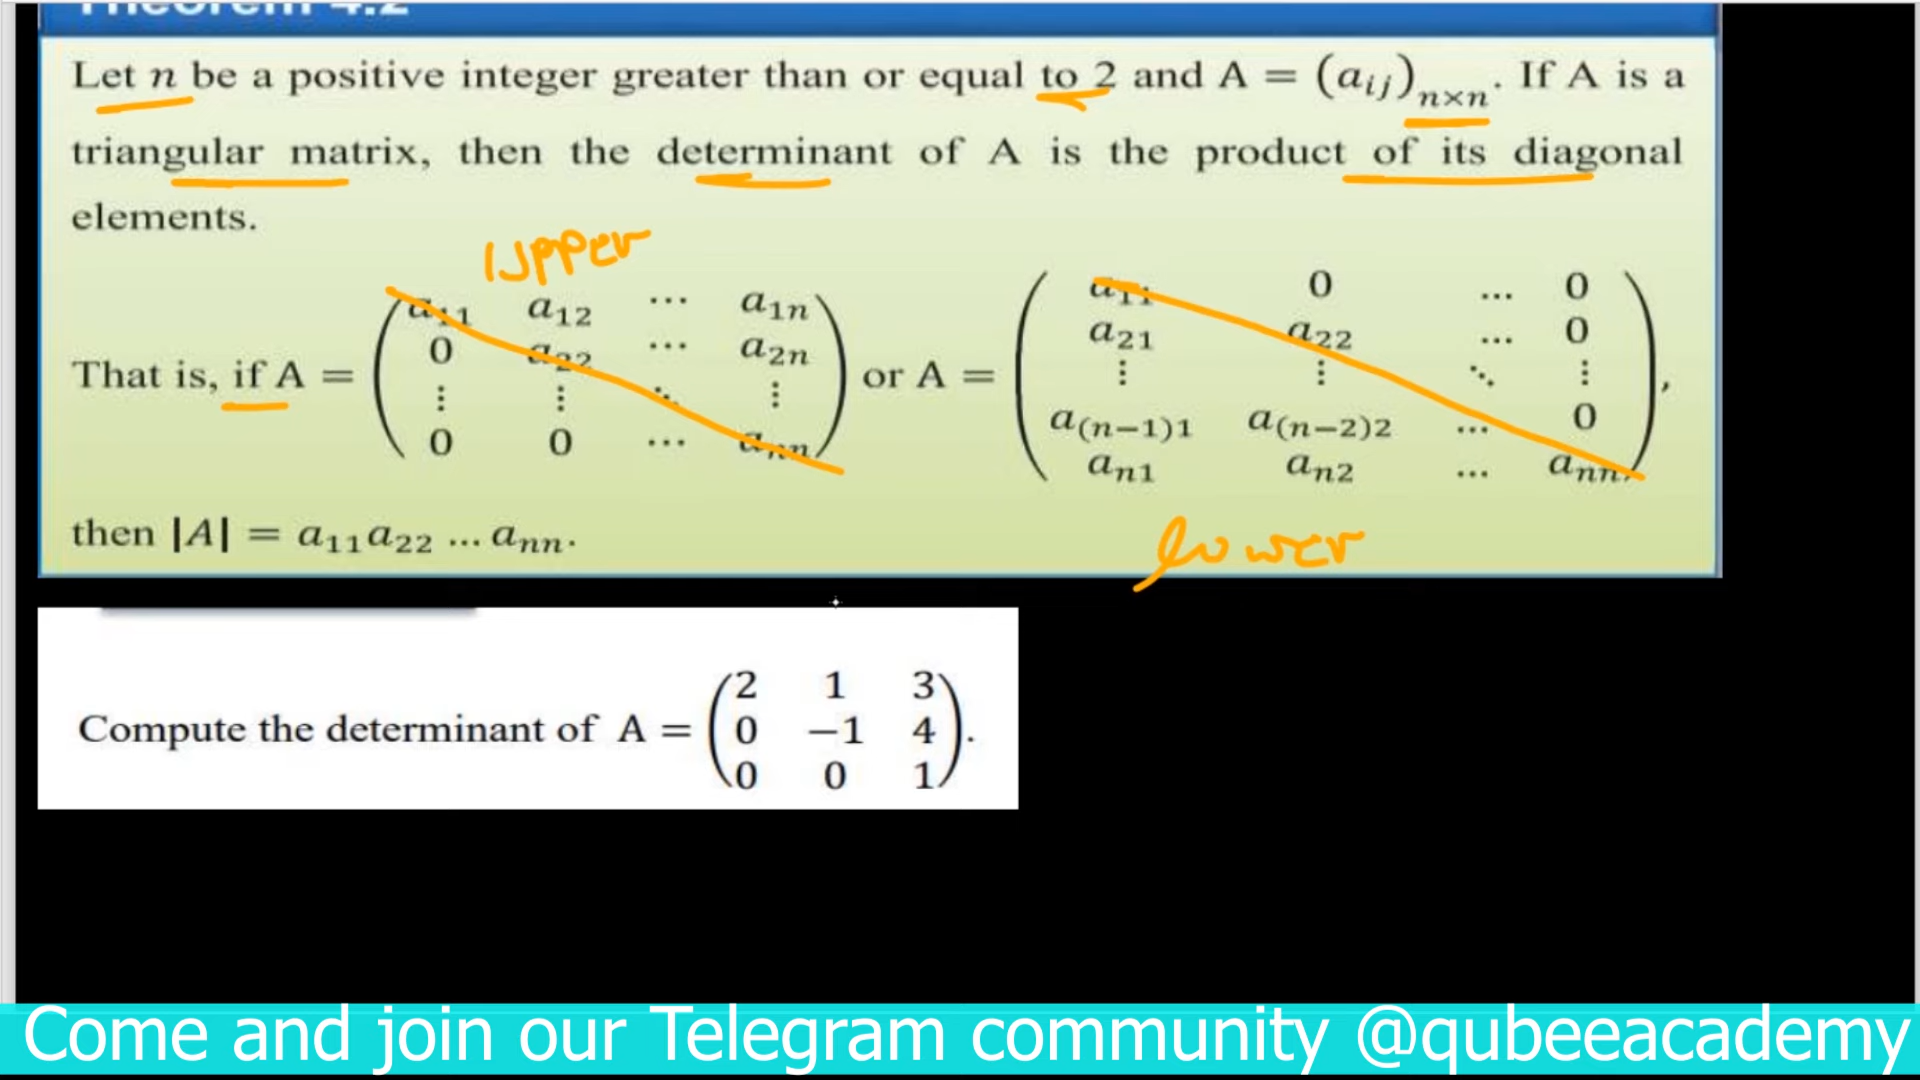 Theorem 4.2
Let n be a positive integer greater than or equal to 2 and A = (aij)n×n. If A is a
triangular matrix, then the determinant of A is the product of its diagonal
elements.
Upper
That is, if A = ( a11 a12 ⋯ a1n
0 a22 ⋯ a2n
⋮ ⋮ ⋱ ⋮
0 0 ⋯ ann ) or A = ( a11 0 ... 0
a21 a22 ... 0
⋮ ⋮ ⋱ ⋮
a(n−1)1 a(n−2)2 ... 0
an1 an2 ... ann ),
then |A| = a11a22 ... ann.
lower
Compute the determinant of A = ( 2 1 3
0 −1 4
0 0 1 ).
Come and join our Telegram community @qubeeacademy